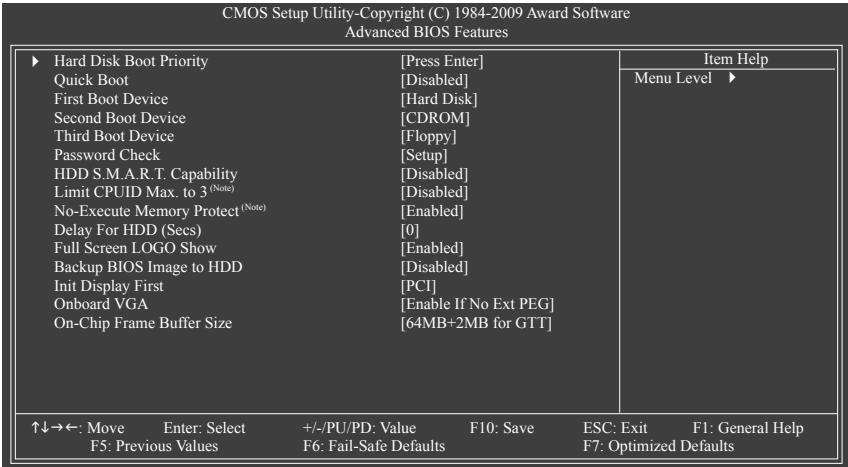 CMOS Setup Utility-Copyright (C) 1984-2009 Award Software
Advanced BIOS Features
▶ Hard Disk Boot Priority [Press Enter]
Quick Boot [Disabled]
First Boot Device [Hard Disk]
Second Boot Device [CDROM]
Third Boot Device [Floppy]
Password Check [Setup]
HDD S.M.A.R.T. Capability [Disabled]
Limit CPUID Max. to 3 (Note) [Disabled]
No-Execute Memory Protect (Note) [Enabled]
Delay For HDD (Secs) [0]
Full Screen LOGO Show [Enabled]
Backup BIOS Image to HDD [Disabled]
Init Display First [PCI]
Onboard VGA [Enable If No Ext PEG]
On-Chip Frame Buffer Size [64MB+2MB for GTT]
Item Help
Menu Level ▶
↑↓→←: Move Enter: Select +/-/PU/PD: Value F10: Save ESC: Exit F1: General Help
F5: Previous Values F6: Fail-Safe Defaults F7: Optimized Defaults